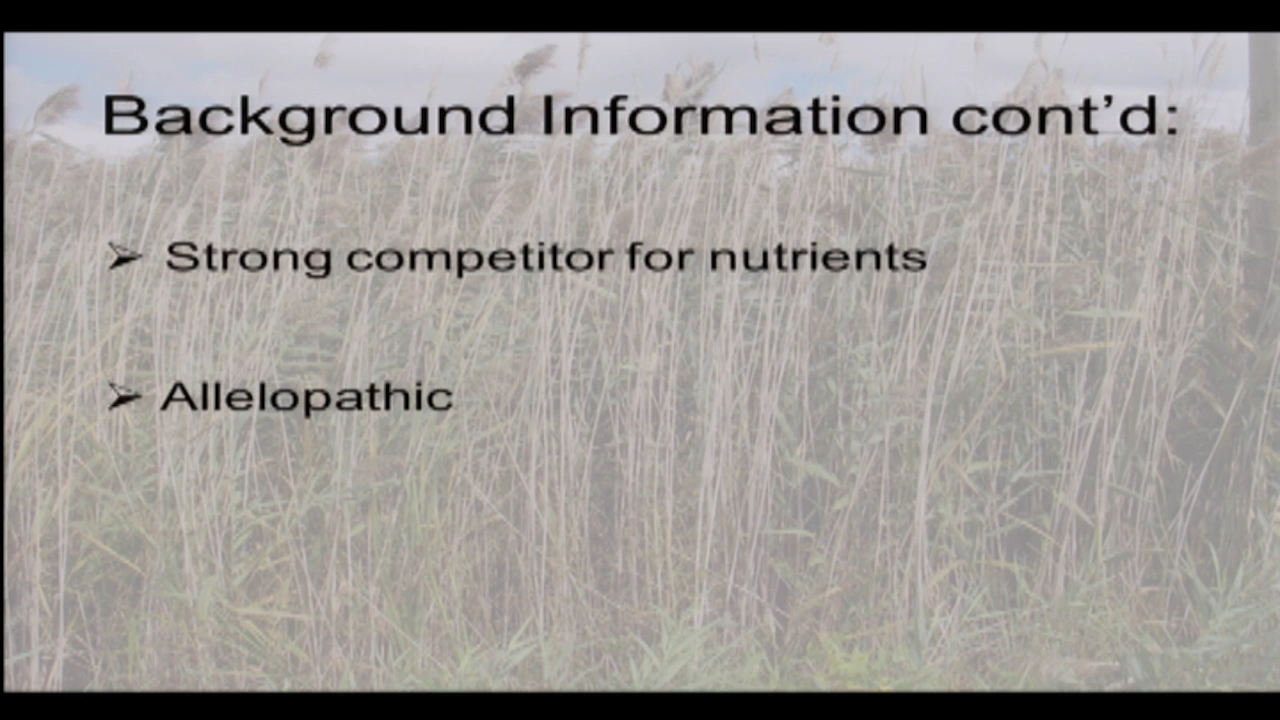 Background Information cont’d:
➢ Strong competitor for nutrients
➢ Allelopathic